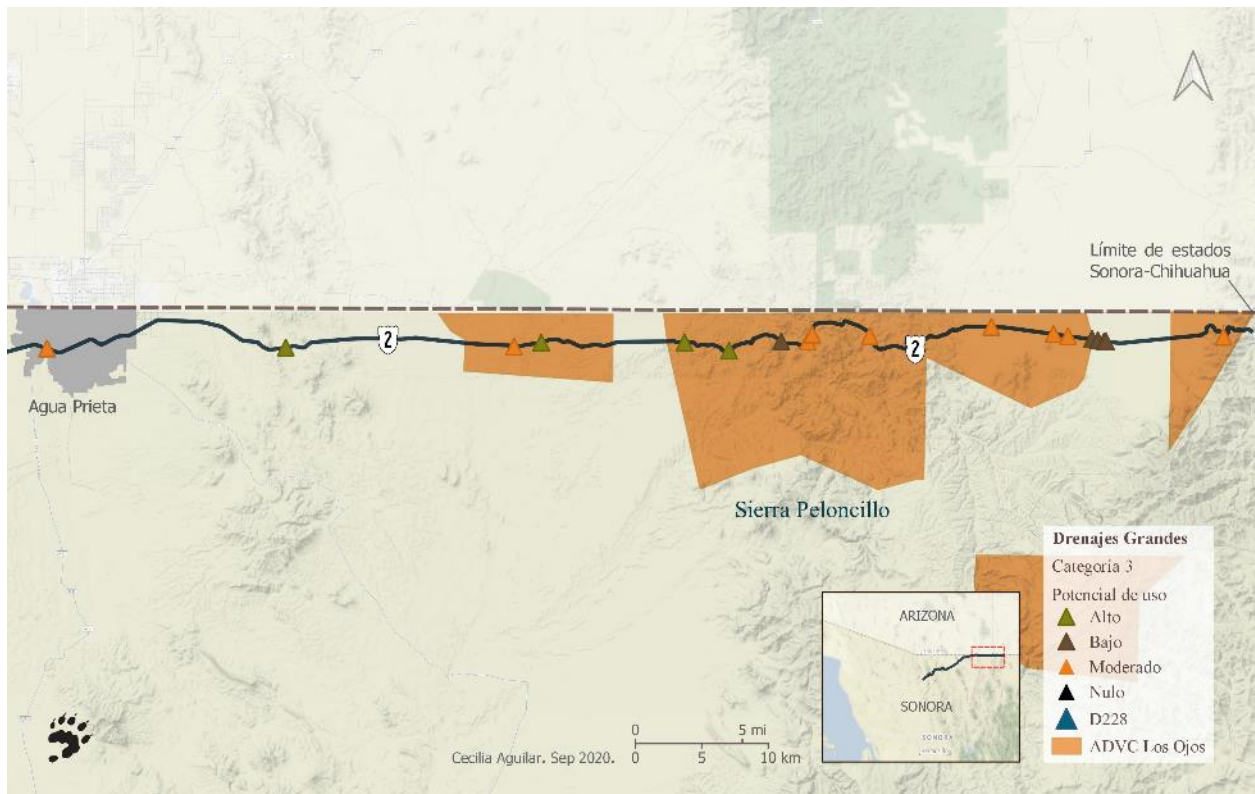 Límite de estados
Sonora-Chihuahua
2
2
Agua Prieta
Sierra Peloncillo
Drenajes Grandes
Categoría 3
Potencial de uso
Alto
Bajo
Moderado
Nulo
D228
ADVC Los Ojos
ARIZONA
SONORA
SONORA
0 5 mi
0 5 10 km
Cecilia Aguilar. Sep 2020.